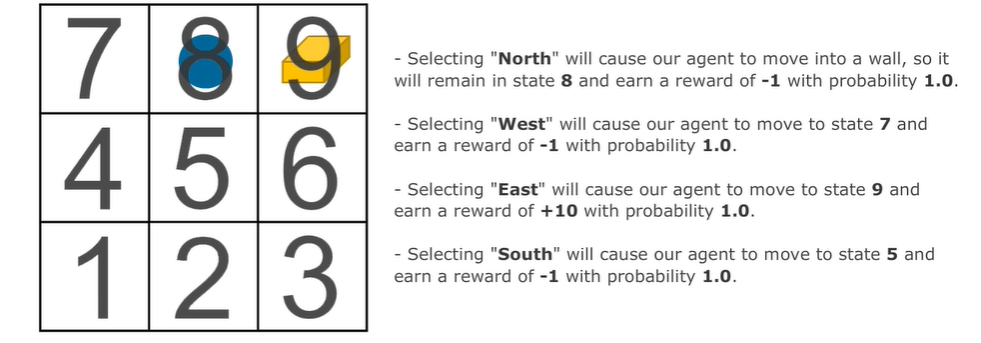 7 8 9
4 5 6
1 2 3
- Selecting "North" will cause our agent to move into a wall, so it
will remain in state 8 and earn a reward of -1 with probability 1.0.
- Selecting "West" will cause our agent to move to state 7 and
earn a reward of -1 with probability 1.0.
- Selecting "East" will cause our agent to move to state 9 and
earn a reward of +10 with probability 1.0.
- Selecting "South" will cause our agent to move to state 5 and
earn a reward of -1 with probability 1.0.